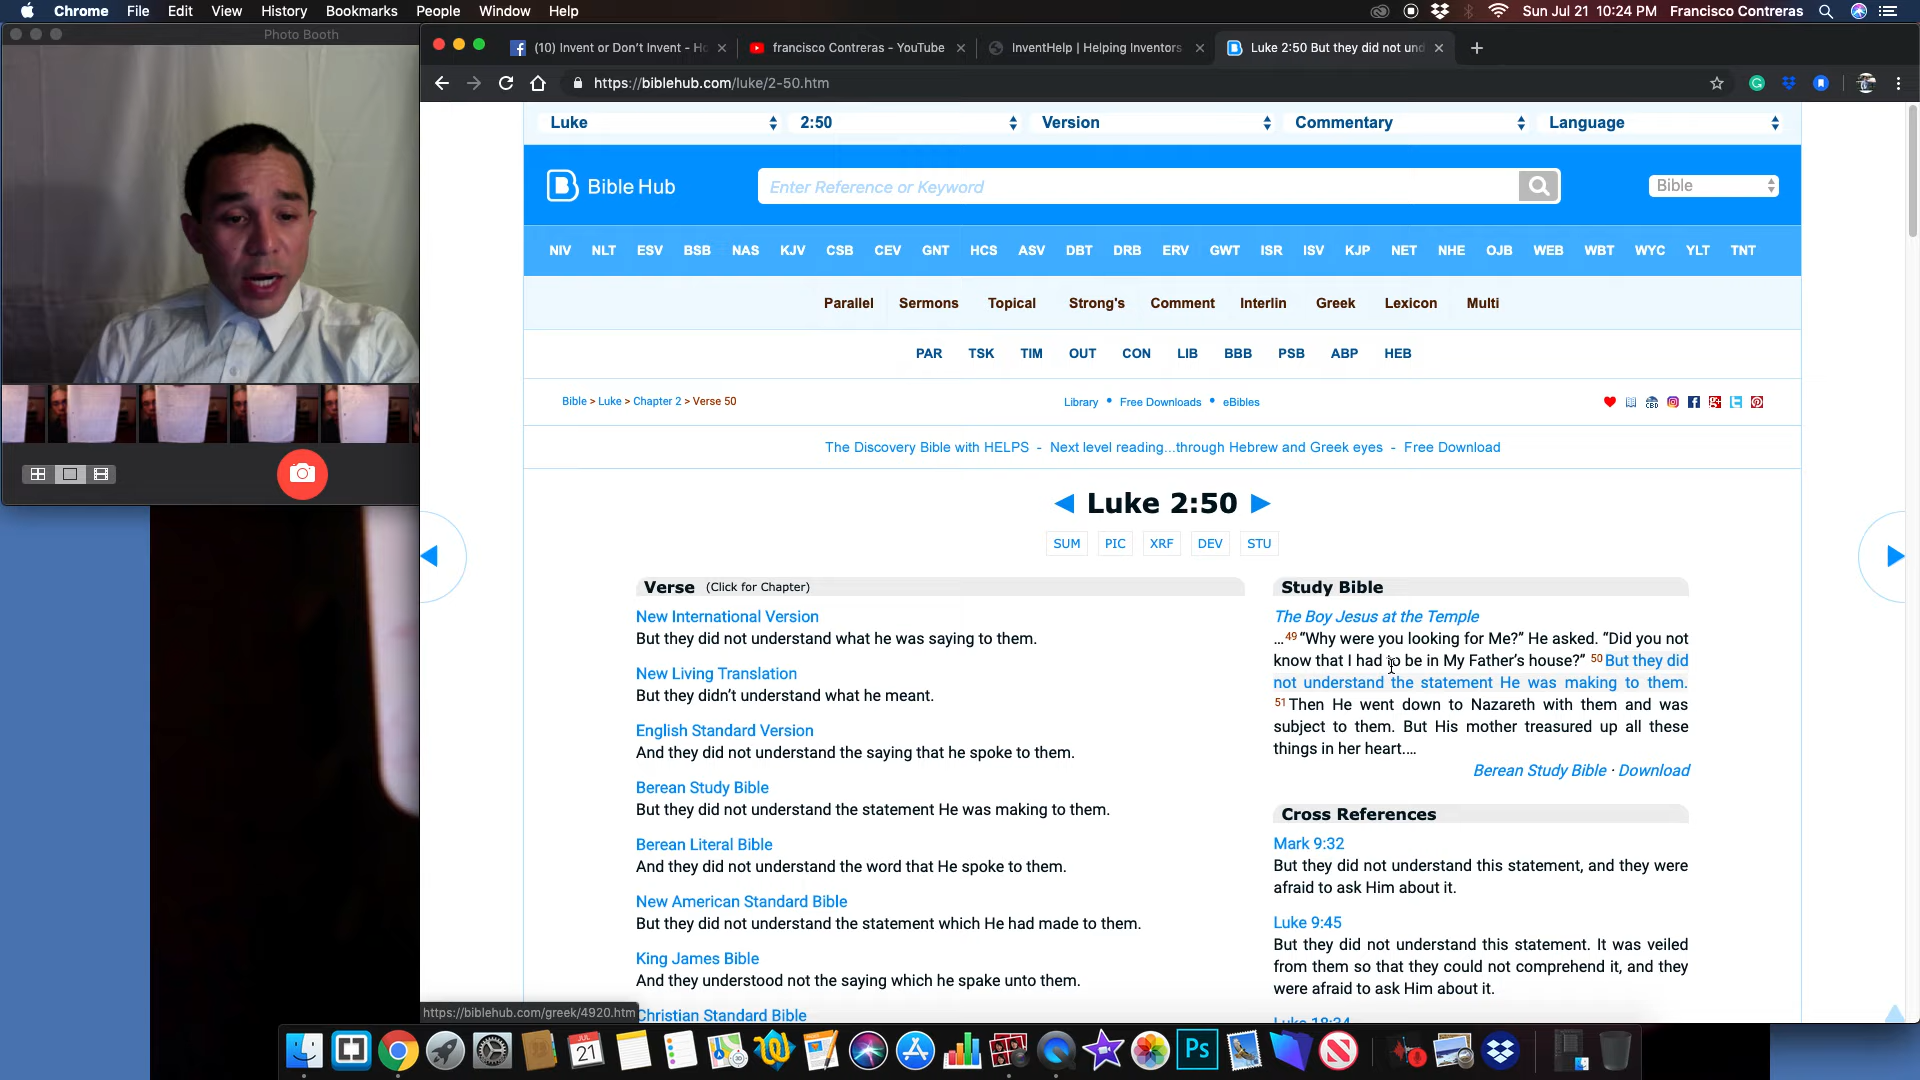 Chrome File Edit View History Bookmarks People Window Help
Sun Jul 21 10:24 PM Francisco Contreras
Photo Booth
(10) Invent or Don't Invent - Ho
francisco Contreras - YouTube
InventHelp | Helping Inventors
Luke 2:50 But they did not und
https://biblehub.com/luke/2-50.htm
Luke 2:50 Version Commentary Language
Bible Hub
Enter Reference or Keyword
Bible
NIV NLT ESV BSB NAS KJV CSB CEV GNT HCS ASV DBT DRB ERV GWT ISR ISV KJP NET NHE OJB WEB WBT WYC YLT TNT
Parallel Sermons Topical Strong's Comment Interlin Greek Lexicon Multi
PAR TSK TIM OUT CON LIB BBB PSB ABP HEB
Bible > Luke > Chapter 2 > Verse 50
Library • Free Downloads • eBibles
The Discovery Bible with HELPS - Next level reading...through Hebrew and Greek eyes - Free Download
◄ Luke 2:50 ►
SUM PIC XRF DEV STU
Verse (Click for Chapter)
New International Version
But they did not understand what he was saying to them.
New Living Translation
But they didn't understand what he meant.
English Standard Version
And they did not understand the saying that he spoke to them.
Berean Study Bible
But they did not understand the statement He was making to them.
Berean Literal Bible
And they did not understand the word that He spoke to them.
New American Standard Bible
But they did not understand the statement which He had made to them.
King James Bible
And they understood not the saying which he spake unto them.
Christian Standard Bible
Study Bible
The Boy Jesus at the Temple
...49 "Why were you looking for Me?" He asked. "Did you not
know that I had to be in My Father's house?" 50 But they did
not understand the statement He was making to them.
51 Then He went down to Nazareth with them and was
subject to them. But His mother treasured up all these
things in her heart....
Berean Study Bible · Download
Cross References
Mark 9:32
But they did not understand this statement, and they were
afraid to ask Him about it.
Luke 9:45
But they did not understand this statement. It was veiled
from them so that they could not comprehend it, and they
were afraid to ask Him about it.
Luke 18:34
https://biblehub.com/greek/4920.htm
JUL
21
Ps